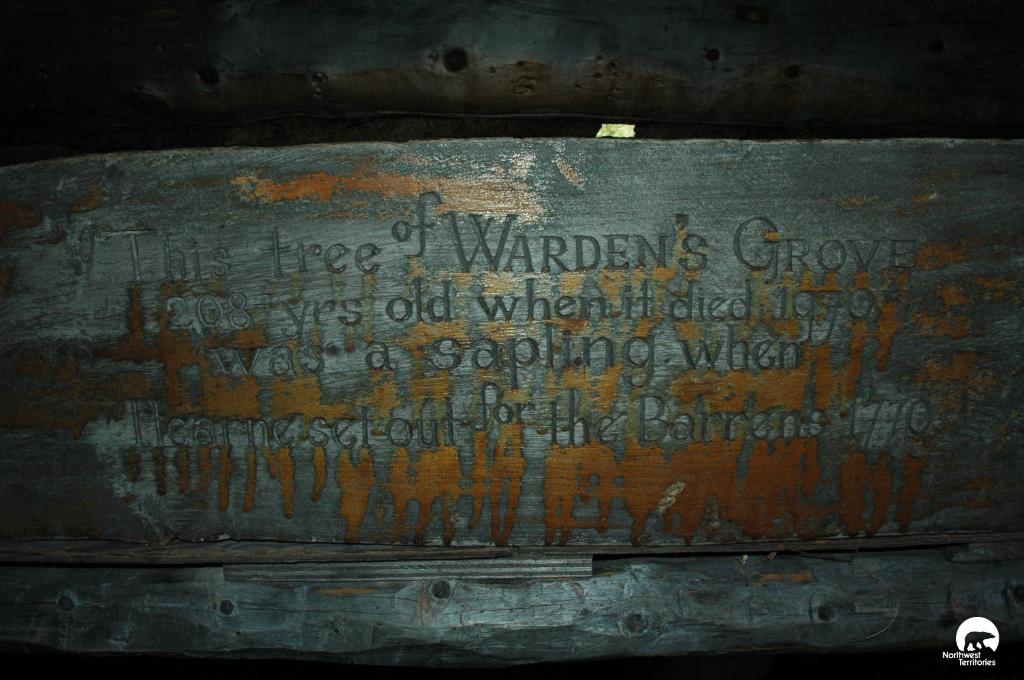 This tree of WARDEN'S GROVE
208 yrs old when it died 1970
was a sapling when
Hearne set out for the Barrens 1770
Northwest
Territories